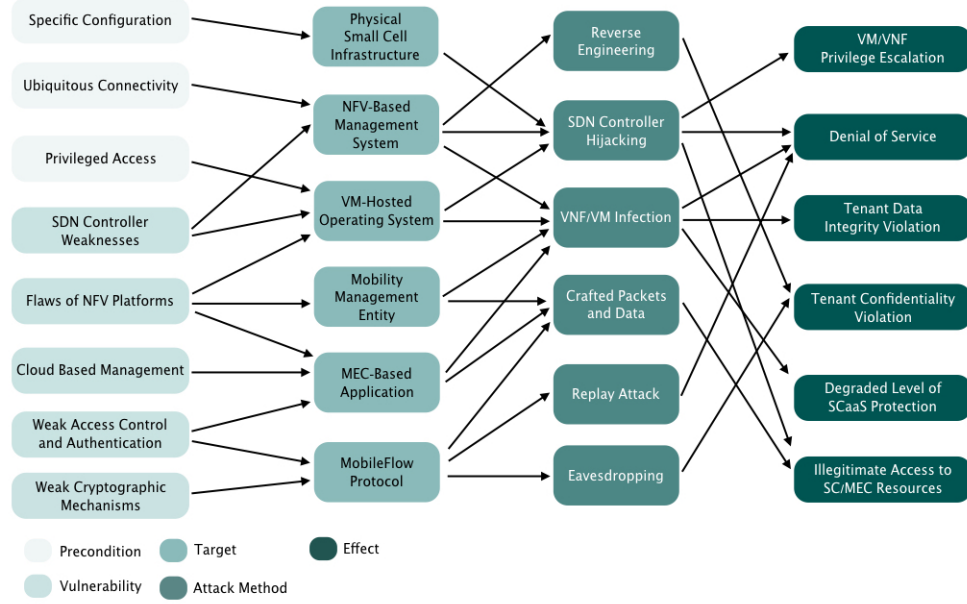 Specific Configuration
Ubiquitous Connectivity
Privileged Access
SDN Controller
Weaknesses
Flaws of NFV Platforms
Cloud Based Management
Weak Access Control
and Authentication
Weak Cryptographic
Mechanisms
Physical
Small Cell
Infrastructure
NFV-Based
Management
System
VM-Hosted
Operating System
Mobility
Management
Entity
MEC-Based
Application
MobileFlow
Protocol
Reverse
Engineering
SDN Controller
Hijacking
VNF/VM Infection
Crafted Packets
and Data
Replay Attack
Eavesdropping
VM/VNF
Privilege Escalation
Denial of Service
Tenant Data
Integrity Violation
Tenant Confidentiality
Violation
Degraded Level of
SCaaS Protection
Illegitimate Access to
SC/MEC Resources
Precondition
Target
Effect
Vulnerability
Attack Method